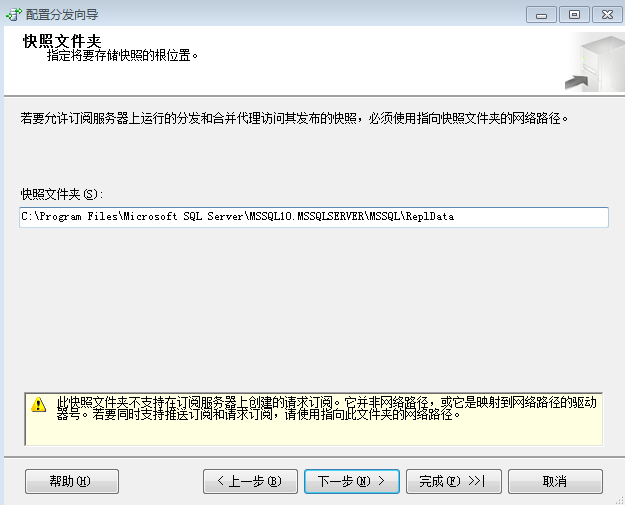 配置分发向导
快照文件夹
指定将要存储快照的根位置。
若要允许订阅服务器上运行的分发和合并代理访问其发布的快照，必须使用指向快照文件夹的网络路径。
快照文件夹(S):
C:\Program Files\Microsoft SQL Server\MSSQL10.MSSQLSERVER\MSSQL\ReplData
此快照文件夹不支持在订阅服务器上创建的请求订阅。它并非网络路径，或它是映射到网络路径的驱动
器号。若要同时支持推送订阅和请求订阅，请使用指向此文件夹的网络路径。
帮助(H) < 上一步(B) 下一步(N) > 完成(F) >>| 取消